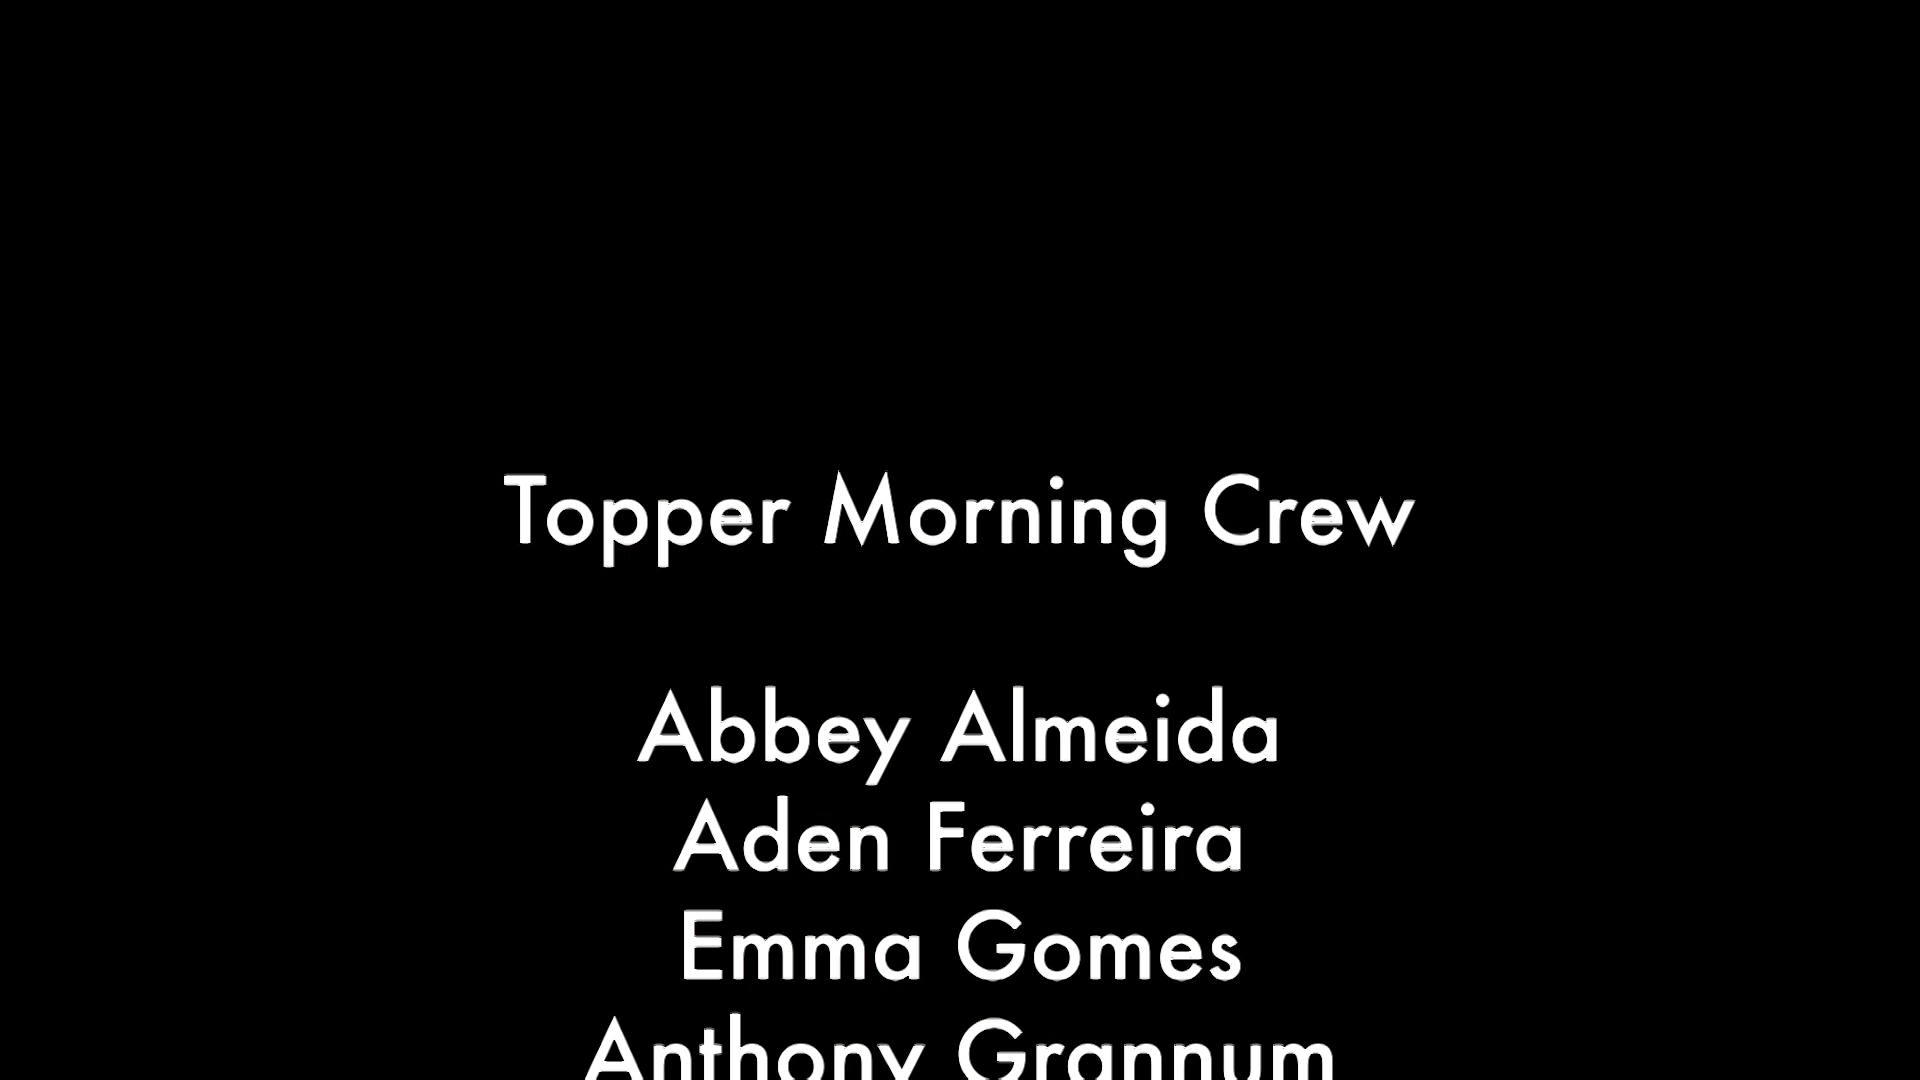 Topper Morning Crew
Abbey Almeida
Aden Ferreira
Emma Gomes
Anthony Grannum